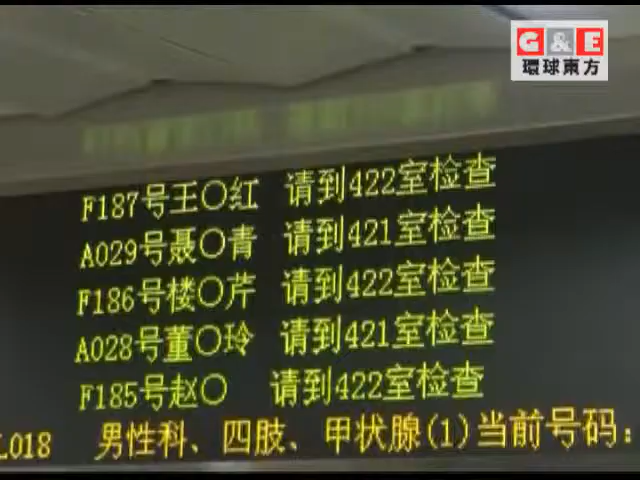 G&E
環球東方
F187号王〇红 请到422室检查
A029号聂〇青 请到421室检查
F186号楼〇芹 请到422室检查
A028号董〇玲 请到421室检查
F185号赵〇 请到422室检查
L018 男性科、四肢、甲状腺(1)当前号码: